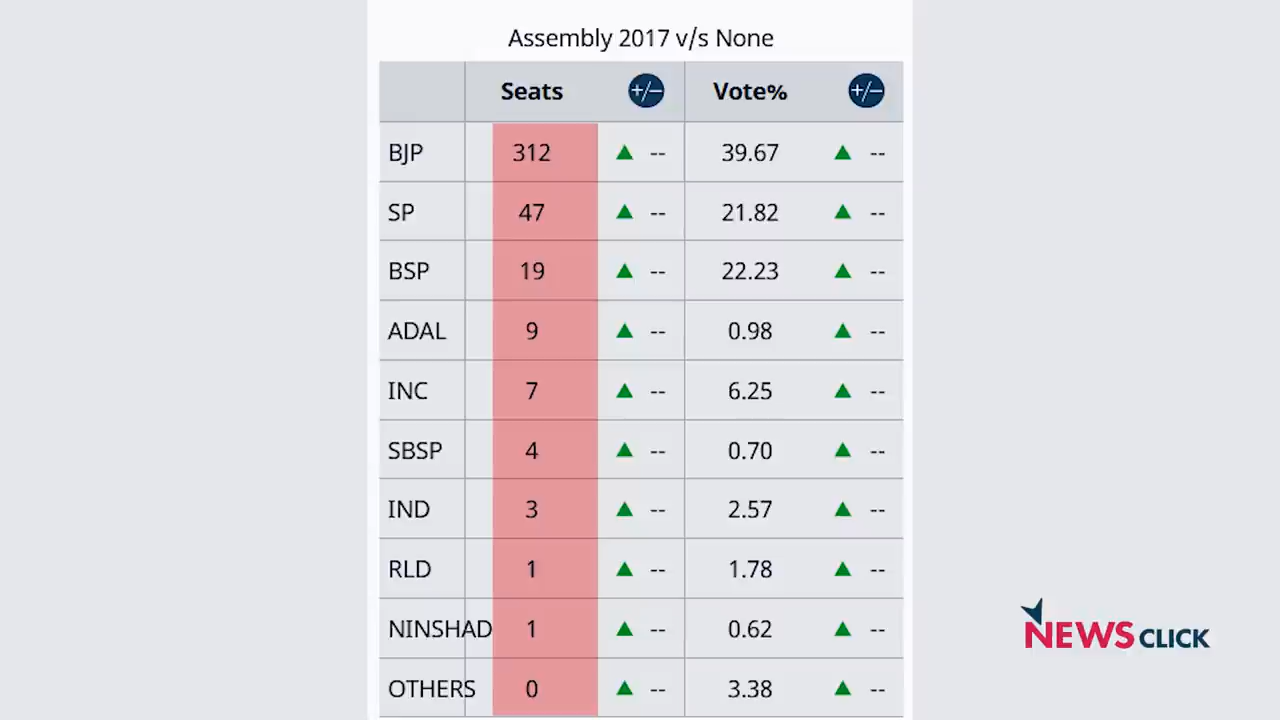 Assembly 2017 v/s None
Seats +/− Vote% +/−
BJP 312 ▲ -- 39.67 ▲ --
SP 47 ▲ -- 21.82 ▲ --
BSP 19 ▲ -- 22.23 ▲ --
ADAL 9 ▲ -- 0.98 ▲ --
INC 7 ▲ -- 6.25 ▲ --
SBSP 4 ▲ -- 0.70 ▲ --
IND 3 ▲ -- 2.57 ▲ --
RLD 1 ▲ -- 1.78 ▲ --
NINSHAD 1 ▲ -- 0.62 ▲ --
OTHERS 0 ▲ -- 3.38 ▲ --
NEWS CLICK